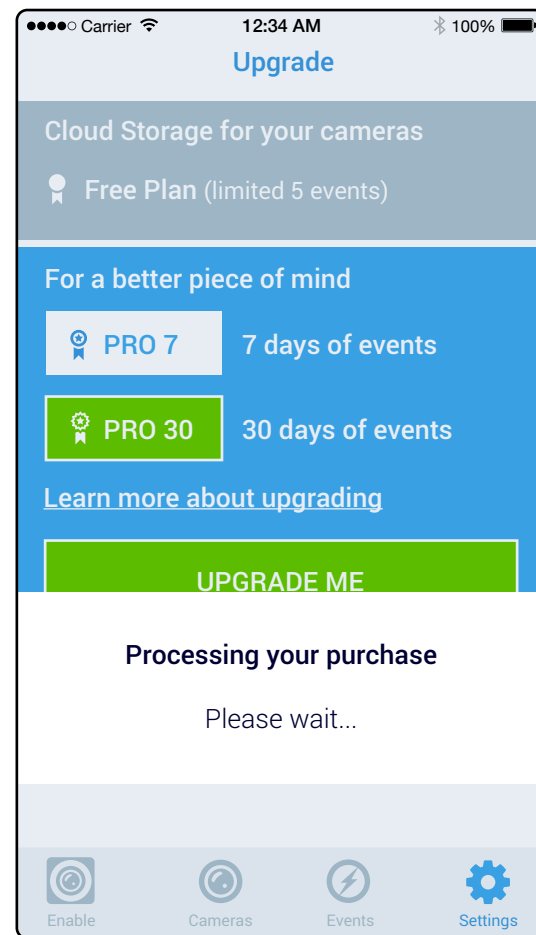 Carrier 12:34 AM 100%
Upgrade
Cloud Storage for your cameras
Free Plan (limited 5 events)
For a better piece of mind
PRO 7 7 days of events
PRO 30 30 days of events
Learn more about upgrading
UPGRADE ME
Processing your purchase
Please wait...
Enable Cameras Events Settings